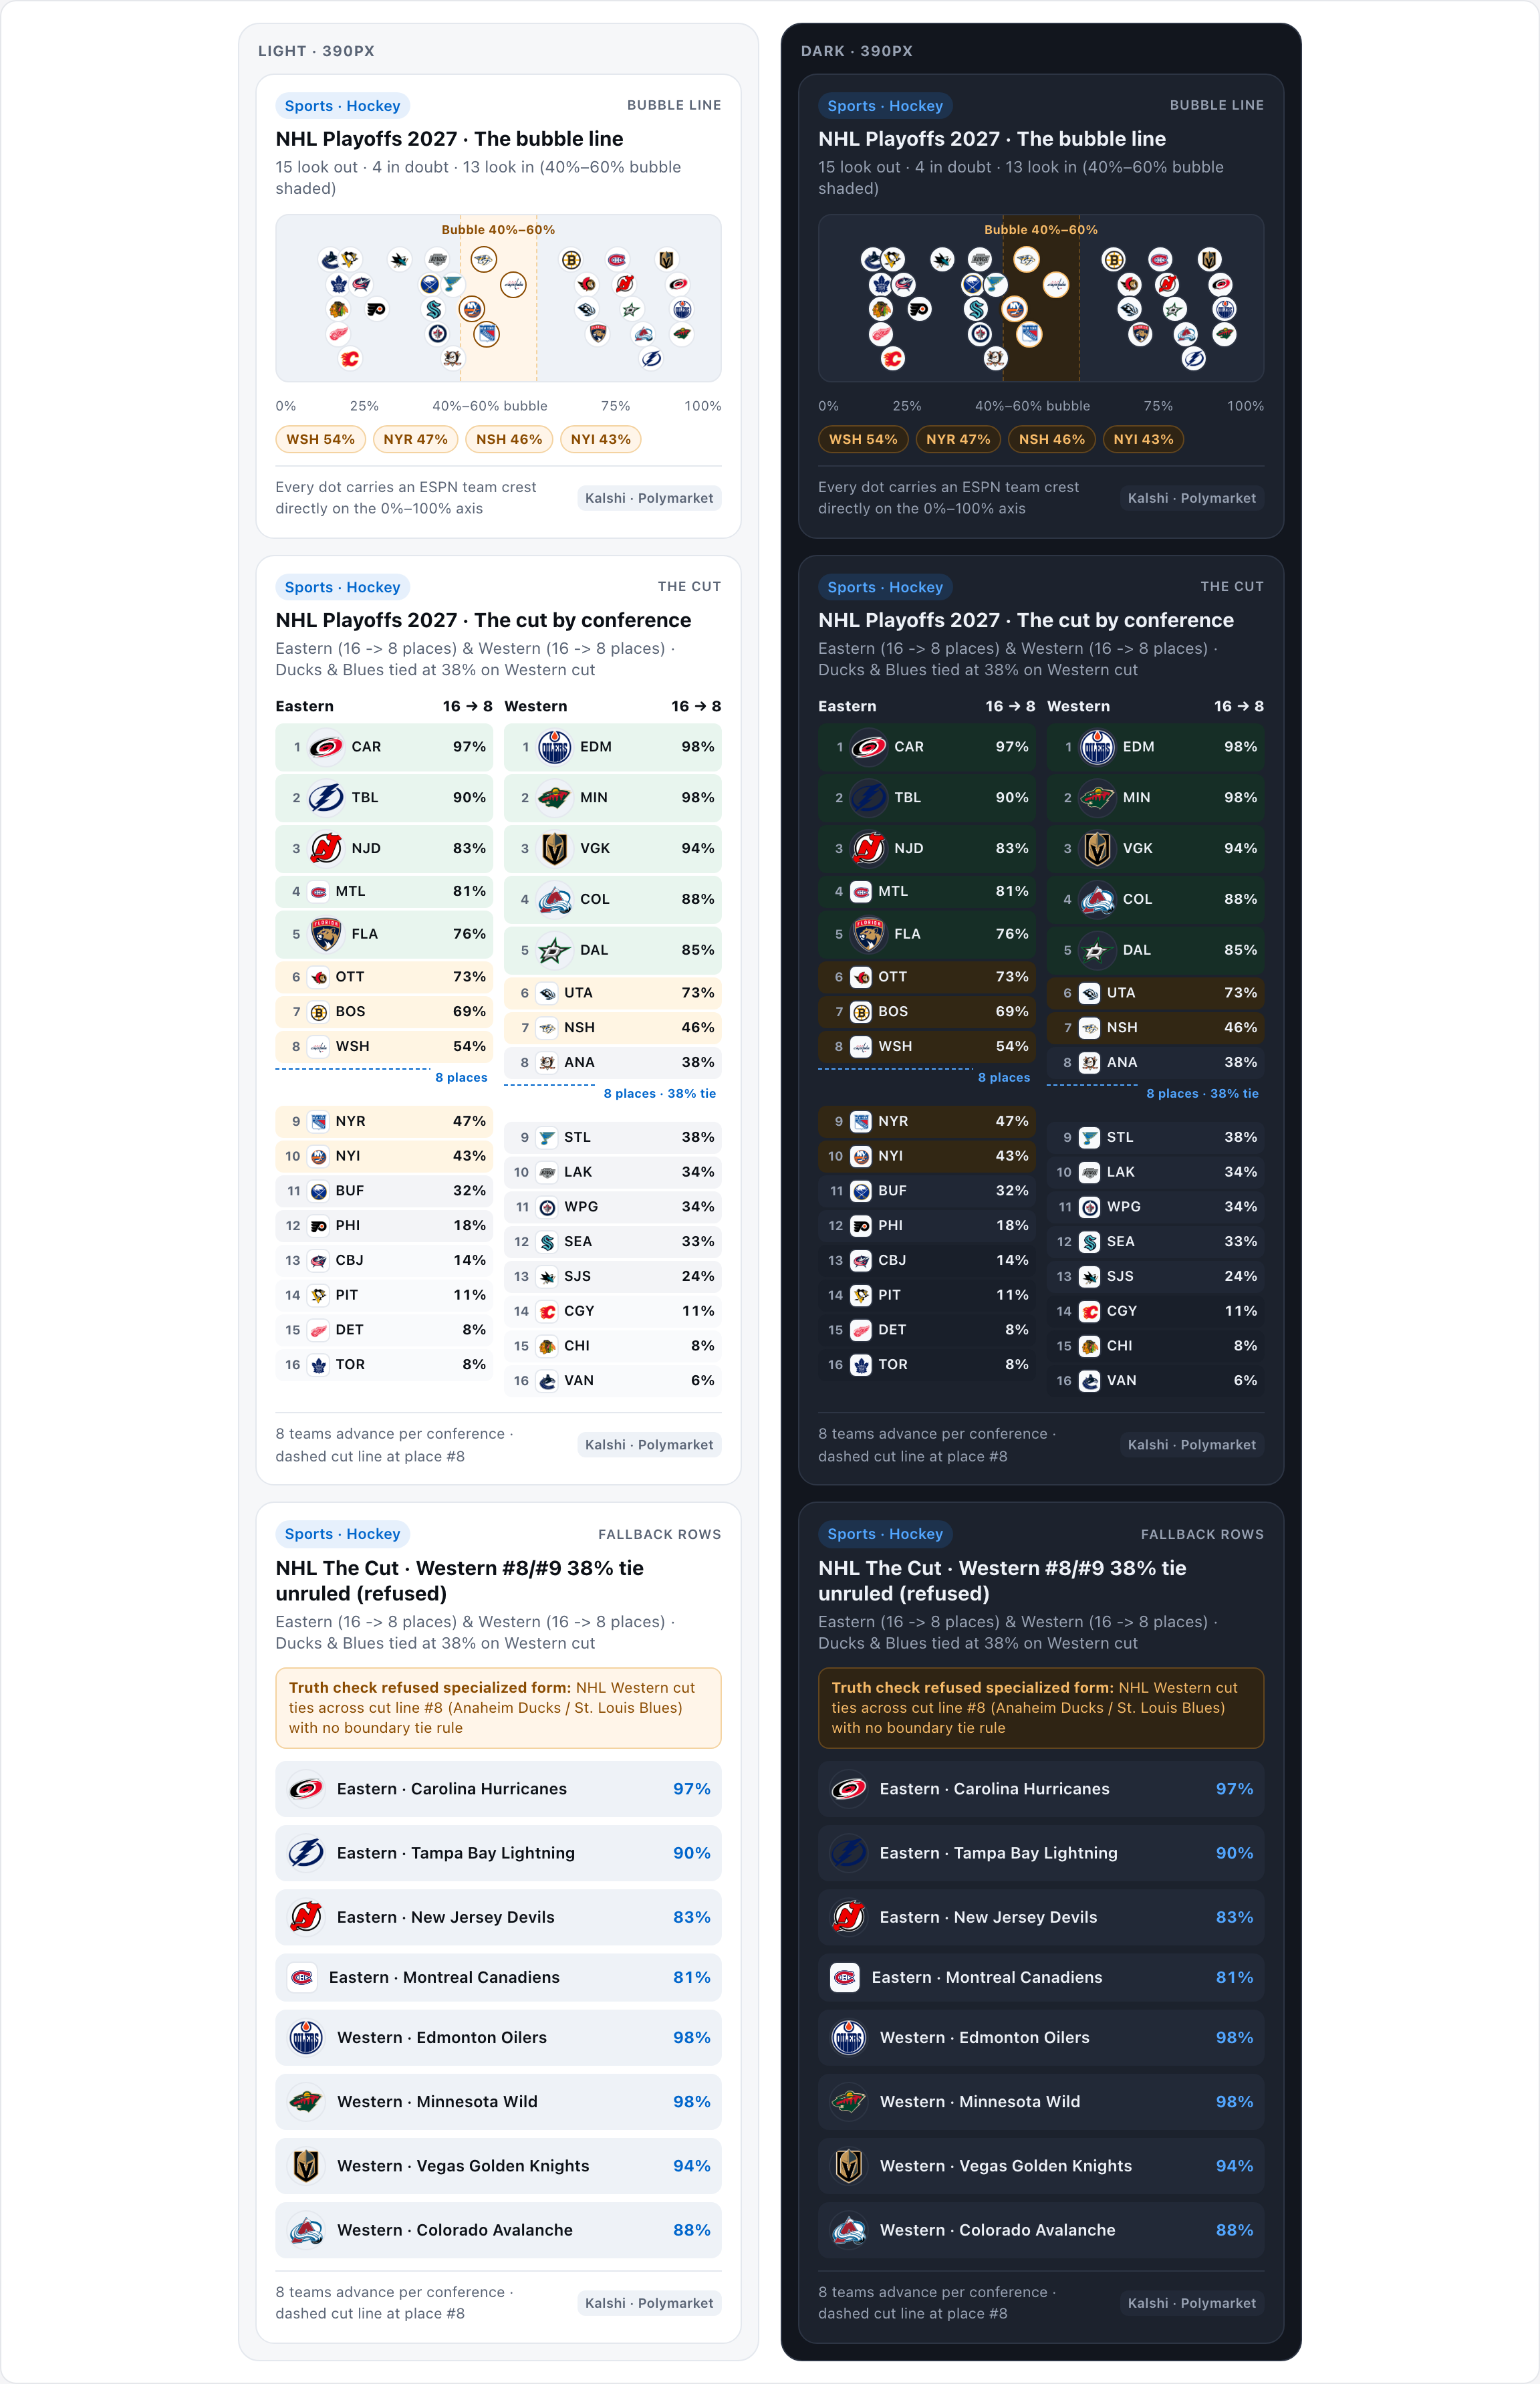 LIGHT · 390PX
Sports · Hockey
BUBBLE LINE
NHL Playoffs 2027 · The bubble line
15 look out · 4 in doubt · 13 look in (40%–60% bubble
shaded)
Bubble 40%–60%
0%
25%
40%–60% bubble
75%
100%
WSH 54%
NYR 47%
NSH 46%
NYI 43%
Every dot carries an ESPN team crest
directly on the 0%–100% axis
Kalshi · Polymarket
Sports · Hockey
THE CUT
NHL Playoffs 2027 · The cut by conference
Eastern (16 -> 8 places) & Western (16 -> 8 places) ·
Ducks & Blues tied at 38% on Western cut
Eastern 16 → 8
1 CAR 97%
2 TBL 90%
3 NJD 83%
4 MTL 81%
5 FLA 76%
6 OTT 73%
7 BOS 69%
8 WSH 54%
8 places
9 NYR 47%
10 NYI 43%
11 BUF 32%
12 PHI 18%
13 CBJ 14%
14 PIT 11%
15 DET 8%
16 TOR 8%
Western 16 → 8
1 EDM 98%
2 MIN 98%
3 VGK 94%
4 COL 88%
5 DAL 85%
6 UTA 73%
7 NSH 46%
8 ANA 38%
8 places · 38% tie
9 STL 38%
10 LAK 34%
11 WPG 34%
12 SEA 33%
13 SJS 24%
14 CGY 11%
15 CHI 8%
16 VAN 6%
8 teams advance per conference ·
dashed cut line at place #8
Kalshi · Polymarket
Sports · Hockey
FALLBACK ROWS
NHL The Cut · Western #8/#9 38% tie
unruled (refused)
Eastern (16 -> 8 places) & Western (16 -> 8 places) ·
Ducks & Blues tied at 38% on Western cut
Truth check refused specialized form: NHL Western cut
ties across cut line #8 (Anaheim Ducks / St. Louis Blues)
with no boundary tie rule
Eastern · Carolina Hurricanes 97%
Eastern · Tampa Bay Lightning 90%
Eastern · New Jersey Devils 83%
Eastern · Montreal Canadiens 81%
Western · Edmonton Oilers 98%
Western · Minnesota Wild 98%
Western · Vegas Golden Knights 94%
Western · Colorado Avalanche 88%
8 teams advance per conference ·
dashed cut line at place #8
Kalshi · Polymarket
DARK · 390PX
Sports · Hockey
BUBBLE LINE
NHL Playoffs 2027 · The bubble line
15 look out · 4 in doubt · 13 look in (40%–60% bubble
shaded)
Bubble 40%–60%
0%
25%
40%–60% bubble
75%
100%
WSH 54%
NYR 47%
NSH 46%
NYI 43%
Every dot carries an ESPN team crest
directly on the 0%–100% axis
Kalshi · Polymarket
Sports · Hockey
THE CUT
NHL Playoffs 2027 · The cut by conference
Eastern (16 -> 8 places) & Western (16 -> 8 places) ·
Ducks & Blues tied at 38% on Western cut
Eastern 16 → 8
1 CAR 97%
2 TBL 90%
3 NJD 83%
4 MTL 81%
5 FLA 76%
6 OTT 73%
7 BOS 69%
8 WSH 54%
8 places
9 NYR 47%
10 NYI 43%
11 BUF 32%
12 PHI 18%
13 CBJ 14%
14 PIT 11%
15 DET 8%
16 TOR 8%
Western 16 → 8
1 EDM 98%
2 MIN 98%
3 VGK 94%
4 COL 88%
5 DAL 85%
6 UTA 73%
7 NSH 46%
8 ANA 38%
8 places · 38% tie
9 STL 38%
10 LAK 34%
11 WPG 34%
12 SEA 33%
13 SJS 24%
14 CGY 11%
15 CHI 8%
16 VAN 6%
8 teams advance per conference ·
dashed cut line at place #8
Kalshi · Polymarket
Sports · Hockey
FALLBACK ROWS
NHL The Cut · Western #8/#9 38% tie
unruled (refused)
Eastern (16 -> 8 places) & Western (16 -> 8 places) ·
Ducks & Blues tied at 38% on Western cut
Truth check refused specialized form: NHL Western cut
ties across cut line #8 (Anaheim Ducks / St. Louis Blues)
with no boundary tie rule
Eastern · Carolina Hurricanes 97%
Eastern · Tampa Bay Lightning 90%
Eastern · New Jersey Devils 83%
Eastern · Montreal Canadiens 81%
Western · Edmonton Oilers 98%
Western · Minnesota Wild 98%
Western · Vegas Golden Knights 94%
Western · Colorado Avalanche 88%
8 teams advance per conference ·
dashed cut line at place #8
Kalshi · Polymarket